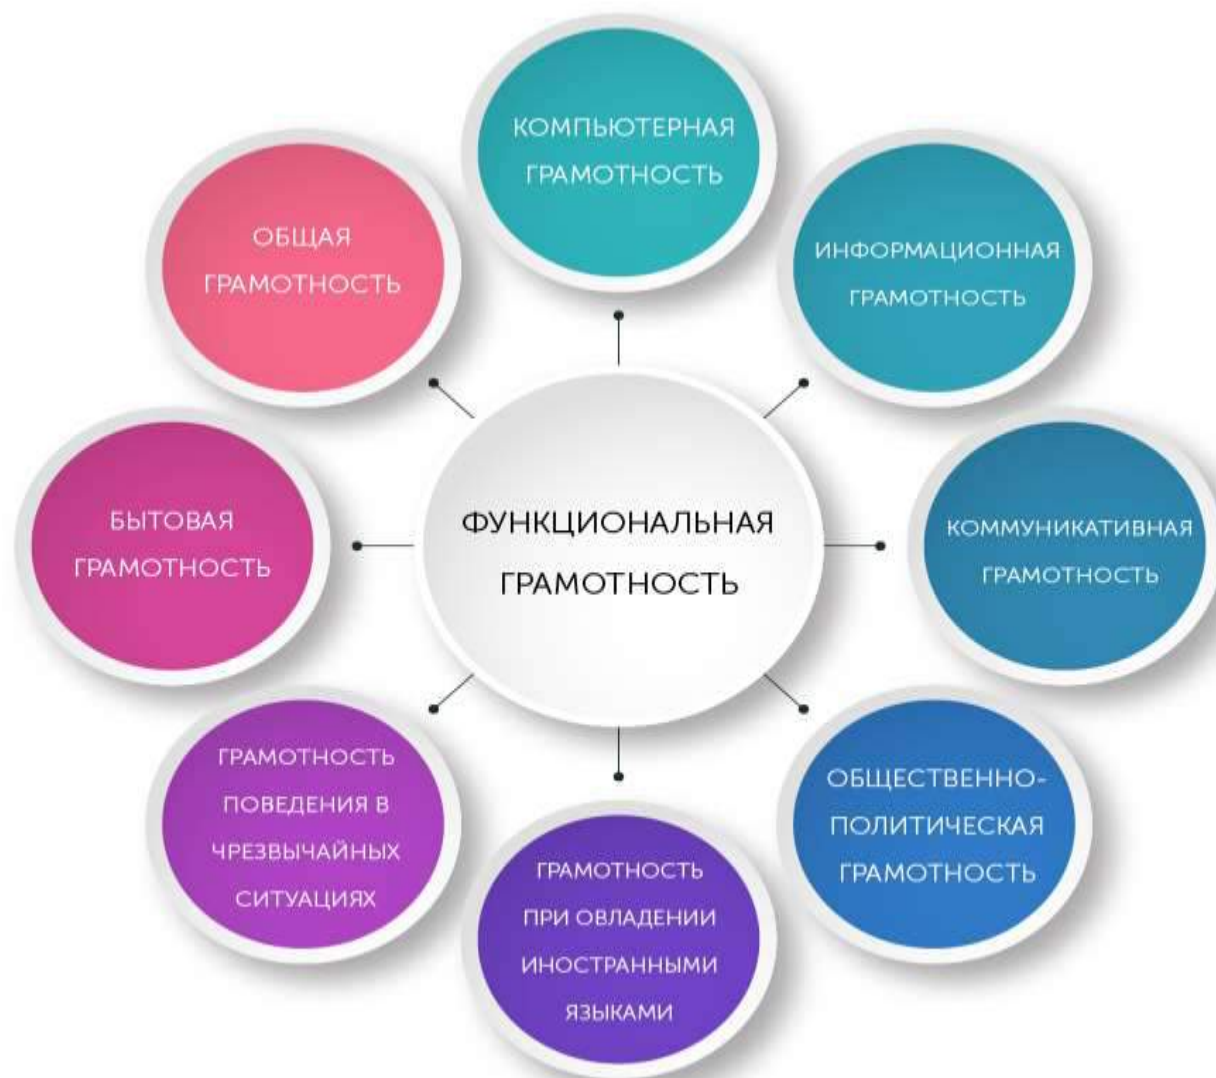 КОМПЬЮТЕРНАЯ
ГРАМОТНОСТЬ
ОБЩАЯ
ГРАМОТНОСТЬ
ИНФОРМАЦИОННАЯ
ГРАМОТНОСТЬ
БЫТОВАЯ
ГРАМОТНОСТЬ
ФУНКЦИОНАЛЬНАЯ
ГРАМОТНОСТЬ
КОММУНИКАТИВНАЯ
ГРАМОТНОСТЬ
ГРАМОТНОСТЬ
ПОВЕДЕНИЯ В
ЧРЕЗВЫЧАЙНЫХ
СИТУАЦИЯХ
ГРАМОТНОСТЬ
ПРИ ОВЛАДЕНИИ
ИНОСТРАННЫМИ
ЯЗЫКАМИ
ОБЩЕСТВЕННО-
ПОЛИТИЧЕСКАЯ
ГРАМОТНОСТЬ